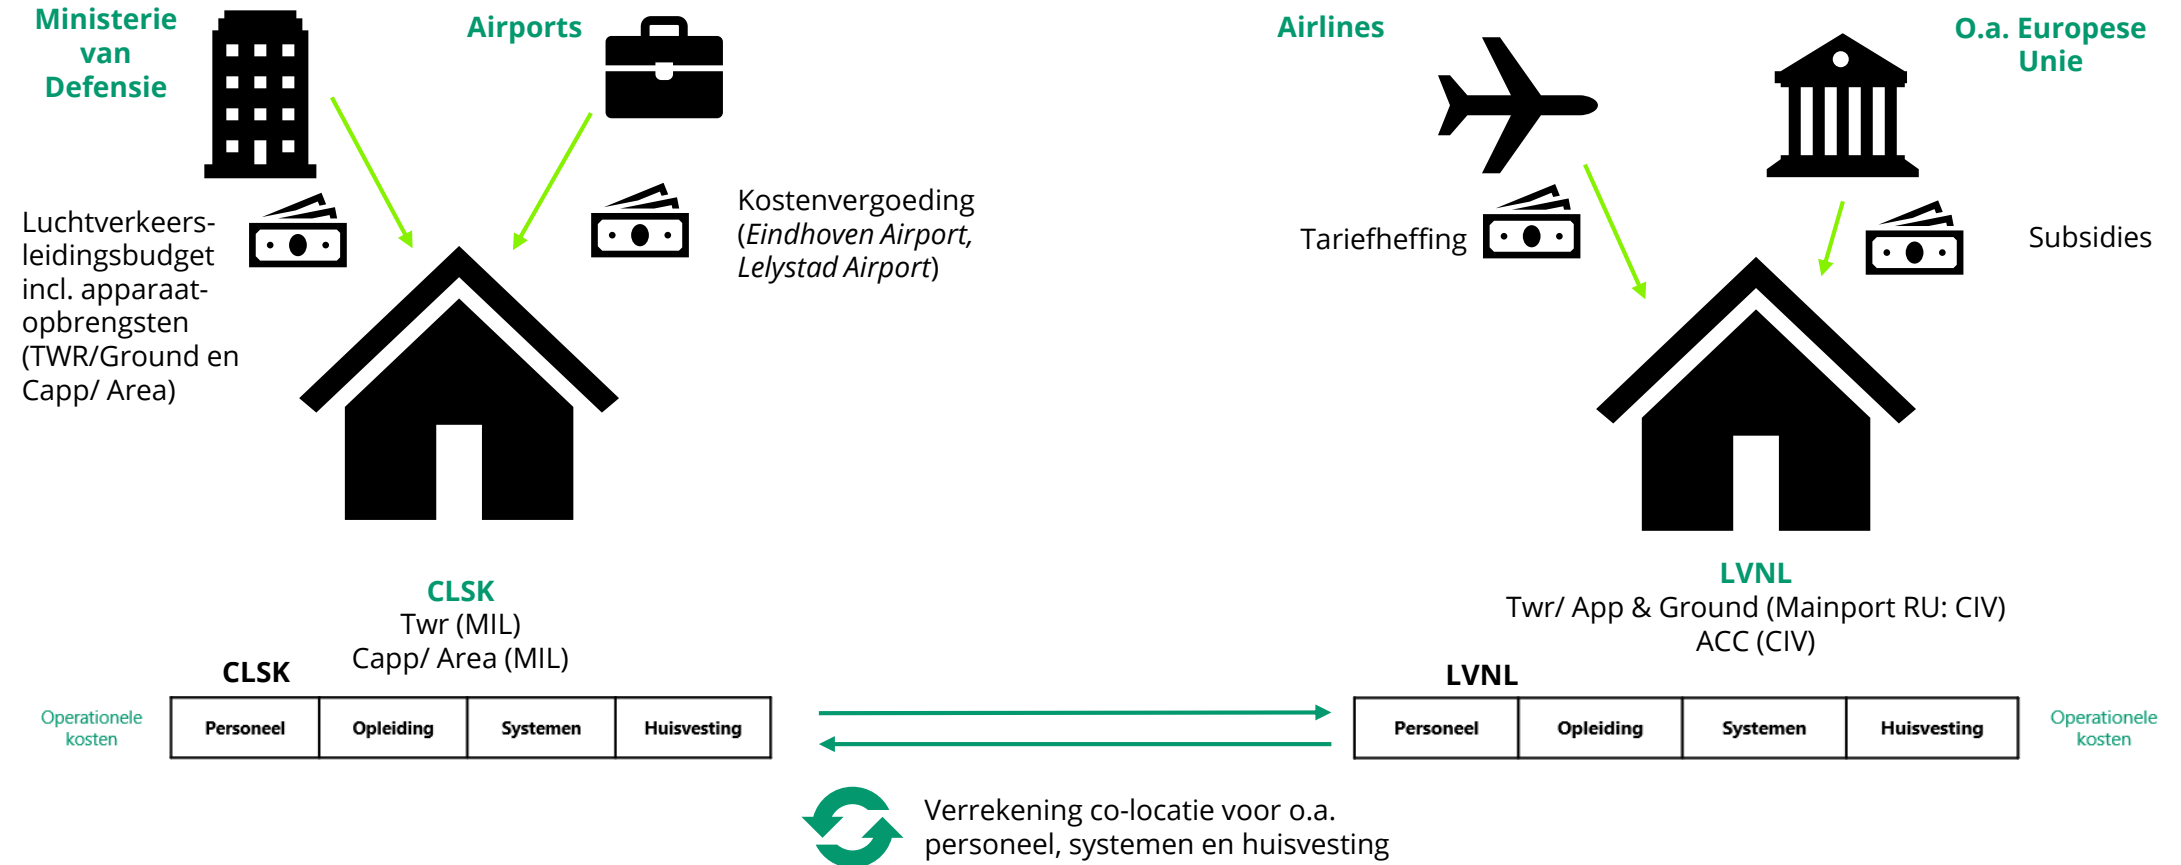 Ministerie
van
Defensie
Airports
Airlines
O.a. Europese
Unie
Luchtverkeers-
leidingsbudget
incl. apparaat-
opbrengsten
(TWR/Ground en
Capp/ Area)
Kostenvergoeding
(Eindhoven Airport,
Lelystad Airport)
Tariefheffing
Subsidies
CLSK
Twr (MIL)
Capp/ Area (MIL)
LVNL
Twr/ App & Ground (Mainport RU: CIV)
ACC (CIV)
CLSK
Operationele
kosten
Personeel
Opleiding
Systemen
Huisvesting
LVNL
Personeel
Opleiding
Systemen
Huisvesting
Operationele
kosten
Verrekening co-locatie voor o.a.
personeel, systemen en huisvesting